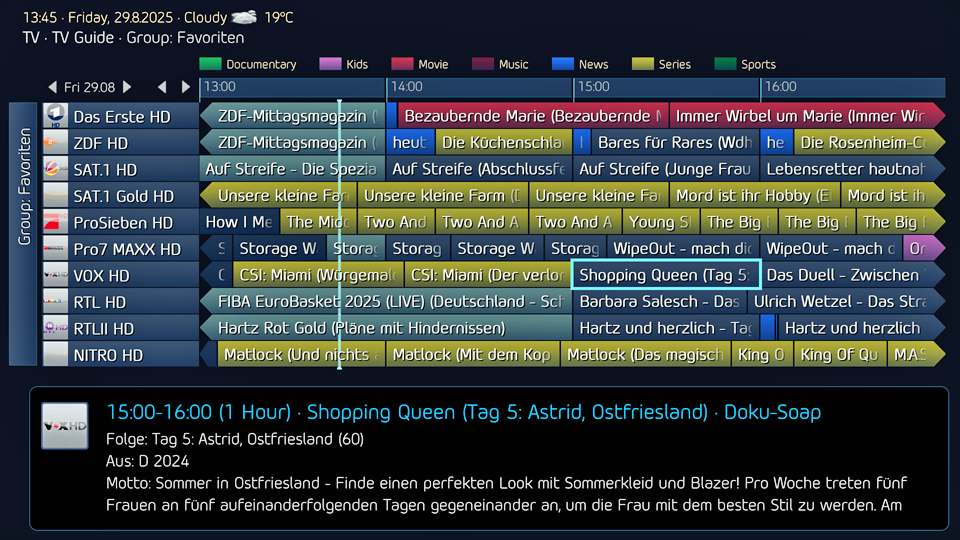 13:45 · Friday, 29.8.2025 · Cloudy 19°C
TV · TV Guide · Group: Favoriten
Documentary Kids Movie Music News Series Sports
Fri 29.08 13:00 14:00 15:00 16:00
Group: Favoriten
Das Erste HD ZDF-Mittagsmagazin ( Bezaubernde Marie (Bezaubernde Immer Wirbel um Marie (Immer Wir
ZDF HD ZDF-Mittagsmagazin ( heut Die Küchenschla Bares für Rares (Wdh he Die Rosenheim-C
SAT.1 HD Auf Streife - Die Spezia Auf Streife (Abschlussfe Auf Streife (Junge Frau Lebensretter hautnah
SAT.1 Gold HD Unsere kleine Far Unsere kleine Farm (D Unsere kleine Fa Mord ist ihr Hobby (E Mord ist ih
ProSieben HD How I Me The Midd Two And Two And A Two And A Young S The Big The Big The Big
Pro7 MAXX HD S Storage W Storag Storag Storage W Storag WipeOut - mach dic WipeOut - mach d On
VOX HD C CSI: Miami (Würgemal CSI: Miami (Der verlor Shopping Queen (Tag 5: Das Duell - Zwischen
RTL HD FIBA EuroBasket 2025 (LIVE) (Deutschland - Sch Barbara Salesch - Das Ulrich Wetzel - Das Stra
RTLII HD Hartz Rot Gold (Pläne mit Hindernissen) Hartz und herzlich - Tag Hartz und herzlich
NITRO HD Matlock (Und nichts Matlock (Mit dem Kop Matlock (Das magisch King O King Of Qu M.A.S
VOXHD
15:00-16:00 (1 Hour) · Shopping Queen (Tag 5: Astrid, Ostfriesland) · Doku-Soap
Folge: Tag 5: Astrid, Ostfriesland (60)
Aus: D 2024
Motto: Sommer in Ostfriesland - Finde einen perfekten Look mit Sommerkleid und Blazer! Pro Woche treten fünf
Frauen an fünf aufeinanderfolgenden Tagen gegeneinander an, um die Frau mit dem besten Stil zu werden. Am